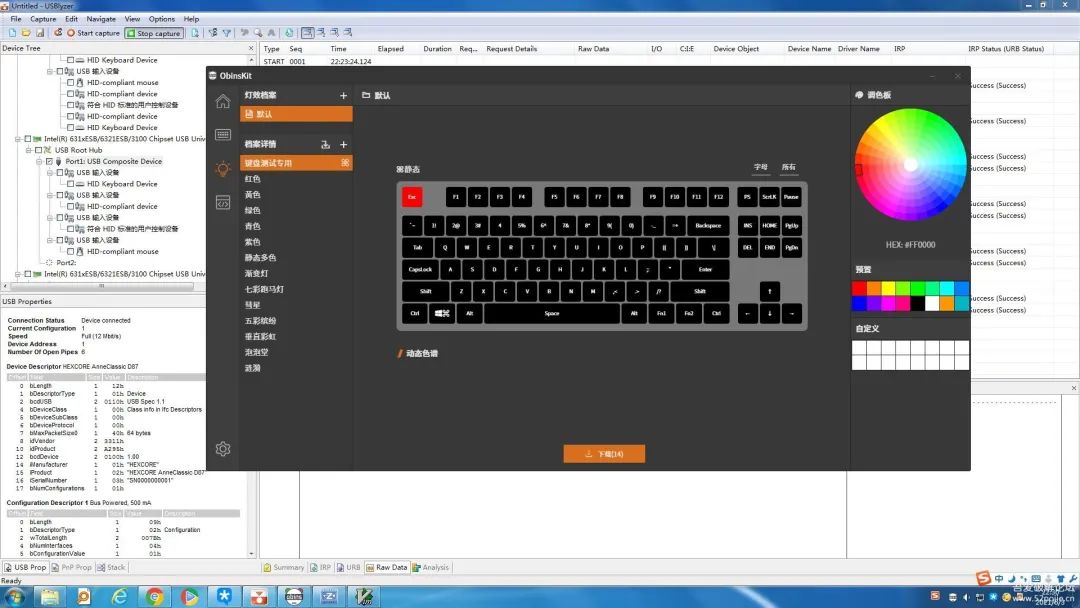 Untitled - USBlyzer
File Capture Edit Navigate View Options Help
Start capture Stop capture
Device Tree
HID Keyboard Device
USB 输入设备
HID-compliant mouse
HID-compliant device
符合 HID 标准的用户控制设备
HID-compliant device
HID Keyboard Device
Intel(R) 631xESB/6321ESB/3100 Chipset USB Univ
USB Root Hub
Port1: USB Composite Device
USB 输入设备
HID Keyboard Device
USB 输入设备
HID-compliant device
USB 输入设备
符合 HID 标准的用户控制设备
USB 输入设备
HID-compliant mouse
Port2:
Intel(R) 631xESB/6321ESB/3100 Chipset USB Univ
USB Properties
Connection Status Device connected
Current Configuration 1
Speed Full (12 Mbit/s)
Device Address 1
Number Of Open Pipes 6
Device Descriptor HEXCORE AnneClassic D87
Offset Field Size Value Description
0 bLength 1 12h
1 bDescriptorType 1 01h Device
2 bcdUSB 2 0110h USB Spec 1.1
4 bDeviceClass 1 00h Class info in Ifc Descriptors
5 bDeviceSubClass 1 00h
6 bDeviceProtocol 1 00h
7 bMaxPacketSize0 1 40h 64 bytes
8 idVendor 2 3311h
10 idProduct 2 A295h
12 bcdDevice 2 0100h 1.00
14 iManufacturer 1 01h "HEXCORE"
15 iProduct 1 02h "HEXCORE AnneClassic D87"
16 iSerialNumber 1 03h "SN0000000001"
17 bNumConfigurations 1 01h
Configuration Descriptor 1 Bus Powered, 500 mA
Offset Field Size Value Description
0 bLength 1 09h
1 bDescriptorType 1 02h Configuration
2 wTotalLength 2 007Bh
4 bNumInterfaces 1 04h
5 bConfigurationValue 1 01h
USB Prop PnP Prop Stack
Ready
Type Seq Time Elapsed Duration Req... Request Details Raw Data I/O C:I:E Device Object Device Name Driver Name IRP IRP Status (URB Status)
START 0001 22:23:24.124
Success (Success)
Success (Success)
Success (Success)
Success (Success)
Success (Success)
Success (Success)
Success (Success)
Success (Success)
Success (Success)
Success (Success)
ObinsKit
灯效档案 +
默认
档案详情 +
键盘测试专用
红色
黄色
绿色
青色
紫色
静态多色
渐变灯
七彩跑马灯
彗星
五彩缤纷
垂直彩虹
泡泡堂
涟漪
默认
静态
字母 所有
Esc F1 F2 F3 F4 F5 F6 F7 F8 F9 F10 F11 F12 PS ScrLK Pause
`~ 1! 2@ 3# 4 5% 6^ 7& 8* 9( 0) -_ =+ Backspace INS HOME PgUp
Tab Q W E R T Y U I O P [{ ]} \| DEL END PgDn
CapsLock A S D F G H J K L ; " Enter
Shift Z X C V B N M ,< .> /? Shift ↑
Ctrl Alt Space Alt Fn1 Fn2 Ctrl ← ↓ →
动态色谱
下载(14)
调色板
HEX: #FF0000
预置
自定义
Summary IRP URB Raw Data Analysis
中
吾爱破解论坛
www.52pojie.cn